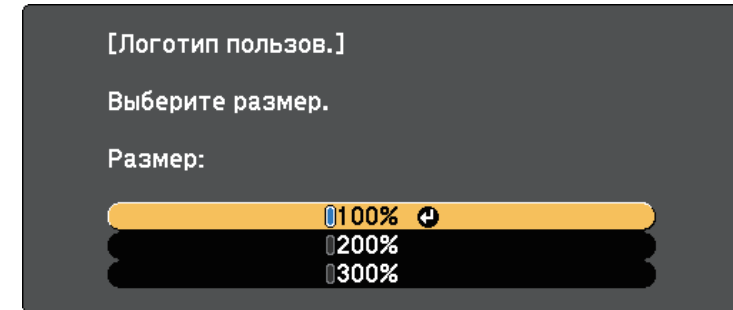 [Логотип пользов.]
Выберите размер.
Размер:
100%
200%
300%